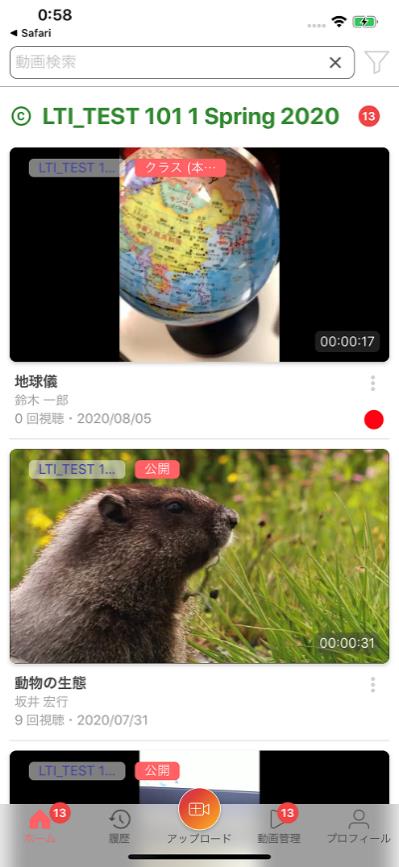 0:58
◀ Safari
動画検索
© LTI_TEST 101 1 Spring 2020 13
LTI_TEST 1... クラス (本…
00:00:17
地球儀
鈴木 一郎
0 回視聴・2020/08/05
LTI_TEST 1... 公開
00:00:31
動物の生態
坂井 宏行
9 回視聴・2020/07/31
LTI_TEST 1... 公開
13 13
ホーム 履歴 アップロード 動画管理 プロフィール